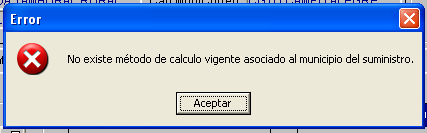 Error
No existe método de calculo vigente asociado al municipio del suministro.
Aceptar